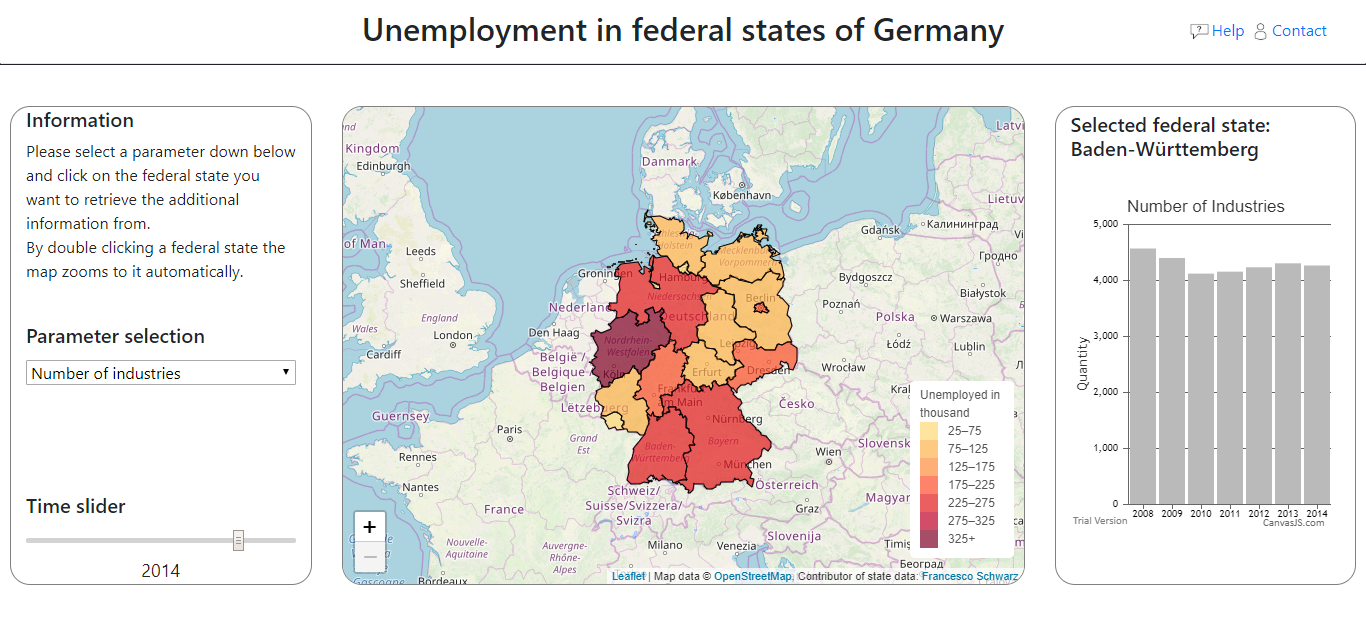 Unemployment in federal states of Germany
Help
Contact
Information
Please select a parameter down below
and click on the federal state you
want to retrieve the additional
information from.
By double clicking a federal state the
map zooms to it automatically.
Parameter selection
Number of industries
Time slider
2014
Kingdom
Edinburgh
of Man
Leeds
Sheffield
England
Wales
London
Cardiff
Guernsey
Danmark
København
Latvi
Lietuv
Gdańsk
Калининград
Гродно
Bydgoszcz
Białystok
Poznań
Polska
Warszawa
Łódź
Lublin
Wrocław
Groningen
Nederland
Den Haag
België /
Belgique /
Belgien
Hamburg
Niedersachsen
Deutschland
Berlin
Nordrhein-
Westfalen
Köln
Leipzig
Dresden
Erfurt
Frankfurt
am Main
Lëtzebuerg
Nürnberg
Bayern
Baden-
Württemberg
München
Česko
Paris
Grand
Est
Rennes
Nantes
France
Nouvelle-
Aquitaine
Auvergne-
Rhône-
Alpes
Bordeaux
Gascogne
Schweiz/
Suisse/Svizzera/
Svizra
Österreich
Wien
Graz
Slovensk
Magyar
Slovenija
Milano
Venezia
Timiș
Београд
+
−
Unemployed in
thousand
25–75
75–125
125–175
175–225
225–275
275–325
325+
Leaflet | Map data © OpenStreetMap, Contributor of state data: Francesco Schwarz
Selected federal state:
Baden-Württemberg
Number of Industries
Quantity
5,000
4,000
3,000
2,000
1,000
0
2008 2009 2010 2011 2012 2013 2014
Trial Version
CanvasJS.com